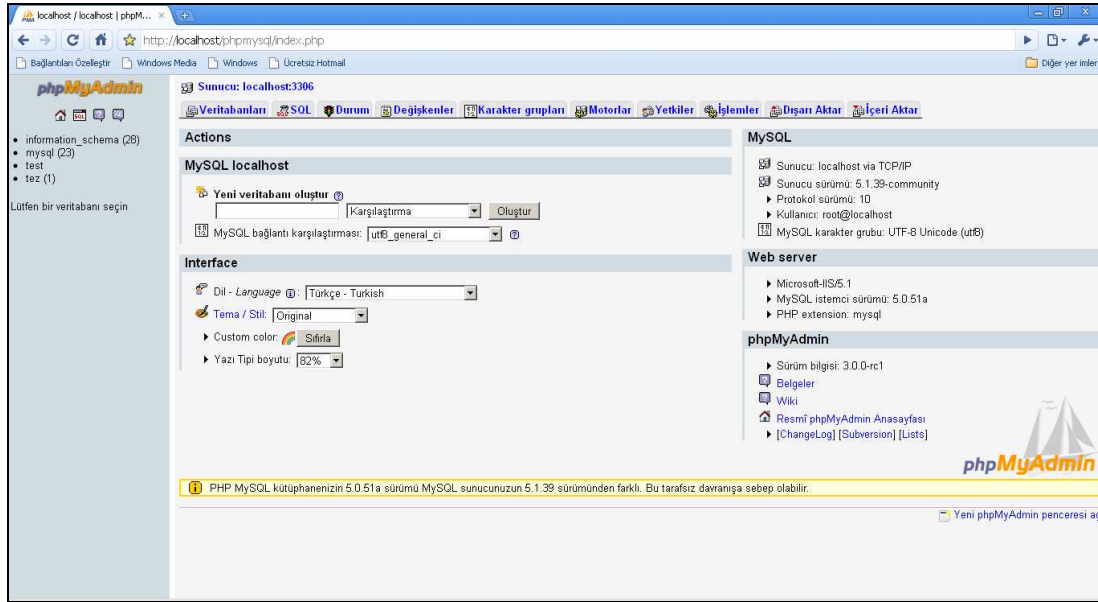 localhost / localhost | phpM...
http://localhost/phpmysql/index.php
Bağlantıları Özelleştir Windows Media Windows Ücretsiz Hotmail Diğer yer imler
phpMyAdmin
information_schema (28)
mysql (23)
test
tez (1)
Lütfen bir veritabanı seçin
Sunucu: localhost:3306
Veritabanları SQL Durum Değişkenler Karakter grupları Motorlar Yetkiler İşlemler Dışarı Aktar İçeri Aktar
Actions
MySQL localhost
Yeni veritabanı oluştur
Karşılaştırma Oluştur
MySQL bağlantı karşılaştırması: utf8_general_ci
Interface
Dil - Language : Türkçe - Turkish
Tema / Stil: Original
Custom color: Sıfırla
Yazı Tipi boyutu: 82%
MySQL
Sunucu: localhost via TCP/IP
Sunucu sürümü: 5.1.39-community
Protokol sürümü: 10
Kullanıcı: root@localhost
MySQL karakter grubu: UTF-8 Unicode (utf8)
Web server
Microsoft-IIS/5.1
MySQL istemci sürümü: 5.0.51a
PHP extension: mysql
phpMyAdmin
Sürüm bilgisi: 3.0.0-rc1
Belgeler
Wiki
Resmî phpMyAdmin Anasayfası
[ChangeLog] [Subversion] [Lists]
phpMyAdmin
PHP MySQL kütüphanenizin 5.0.51a sürümü MySQL sunucunuzun 5.1.39 sürümünden farklı. Bu tarafsız davranışa sebep olabilir.
Yeni phpMyAdmin penceresi aç